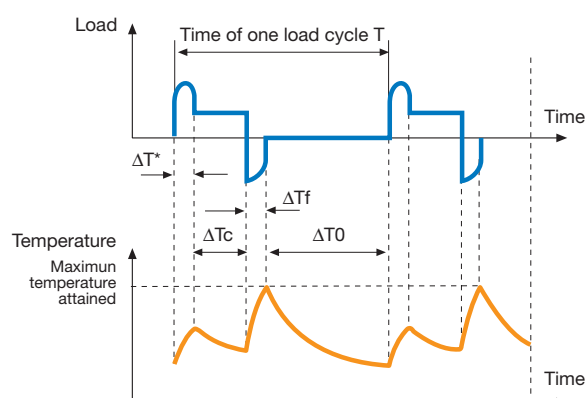 Load
Time of one load cycle T
Time
ΔT*
ΔTf
ΔTc
ΔT0
Temperature
Maximun
temperature
attained
Time